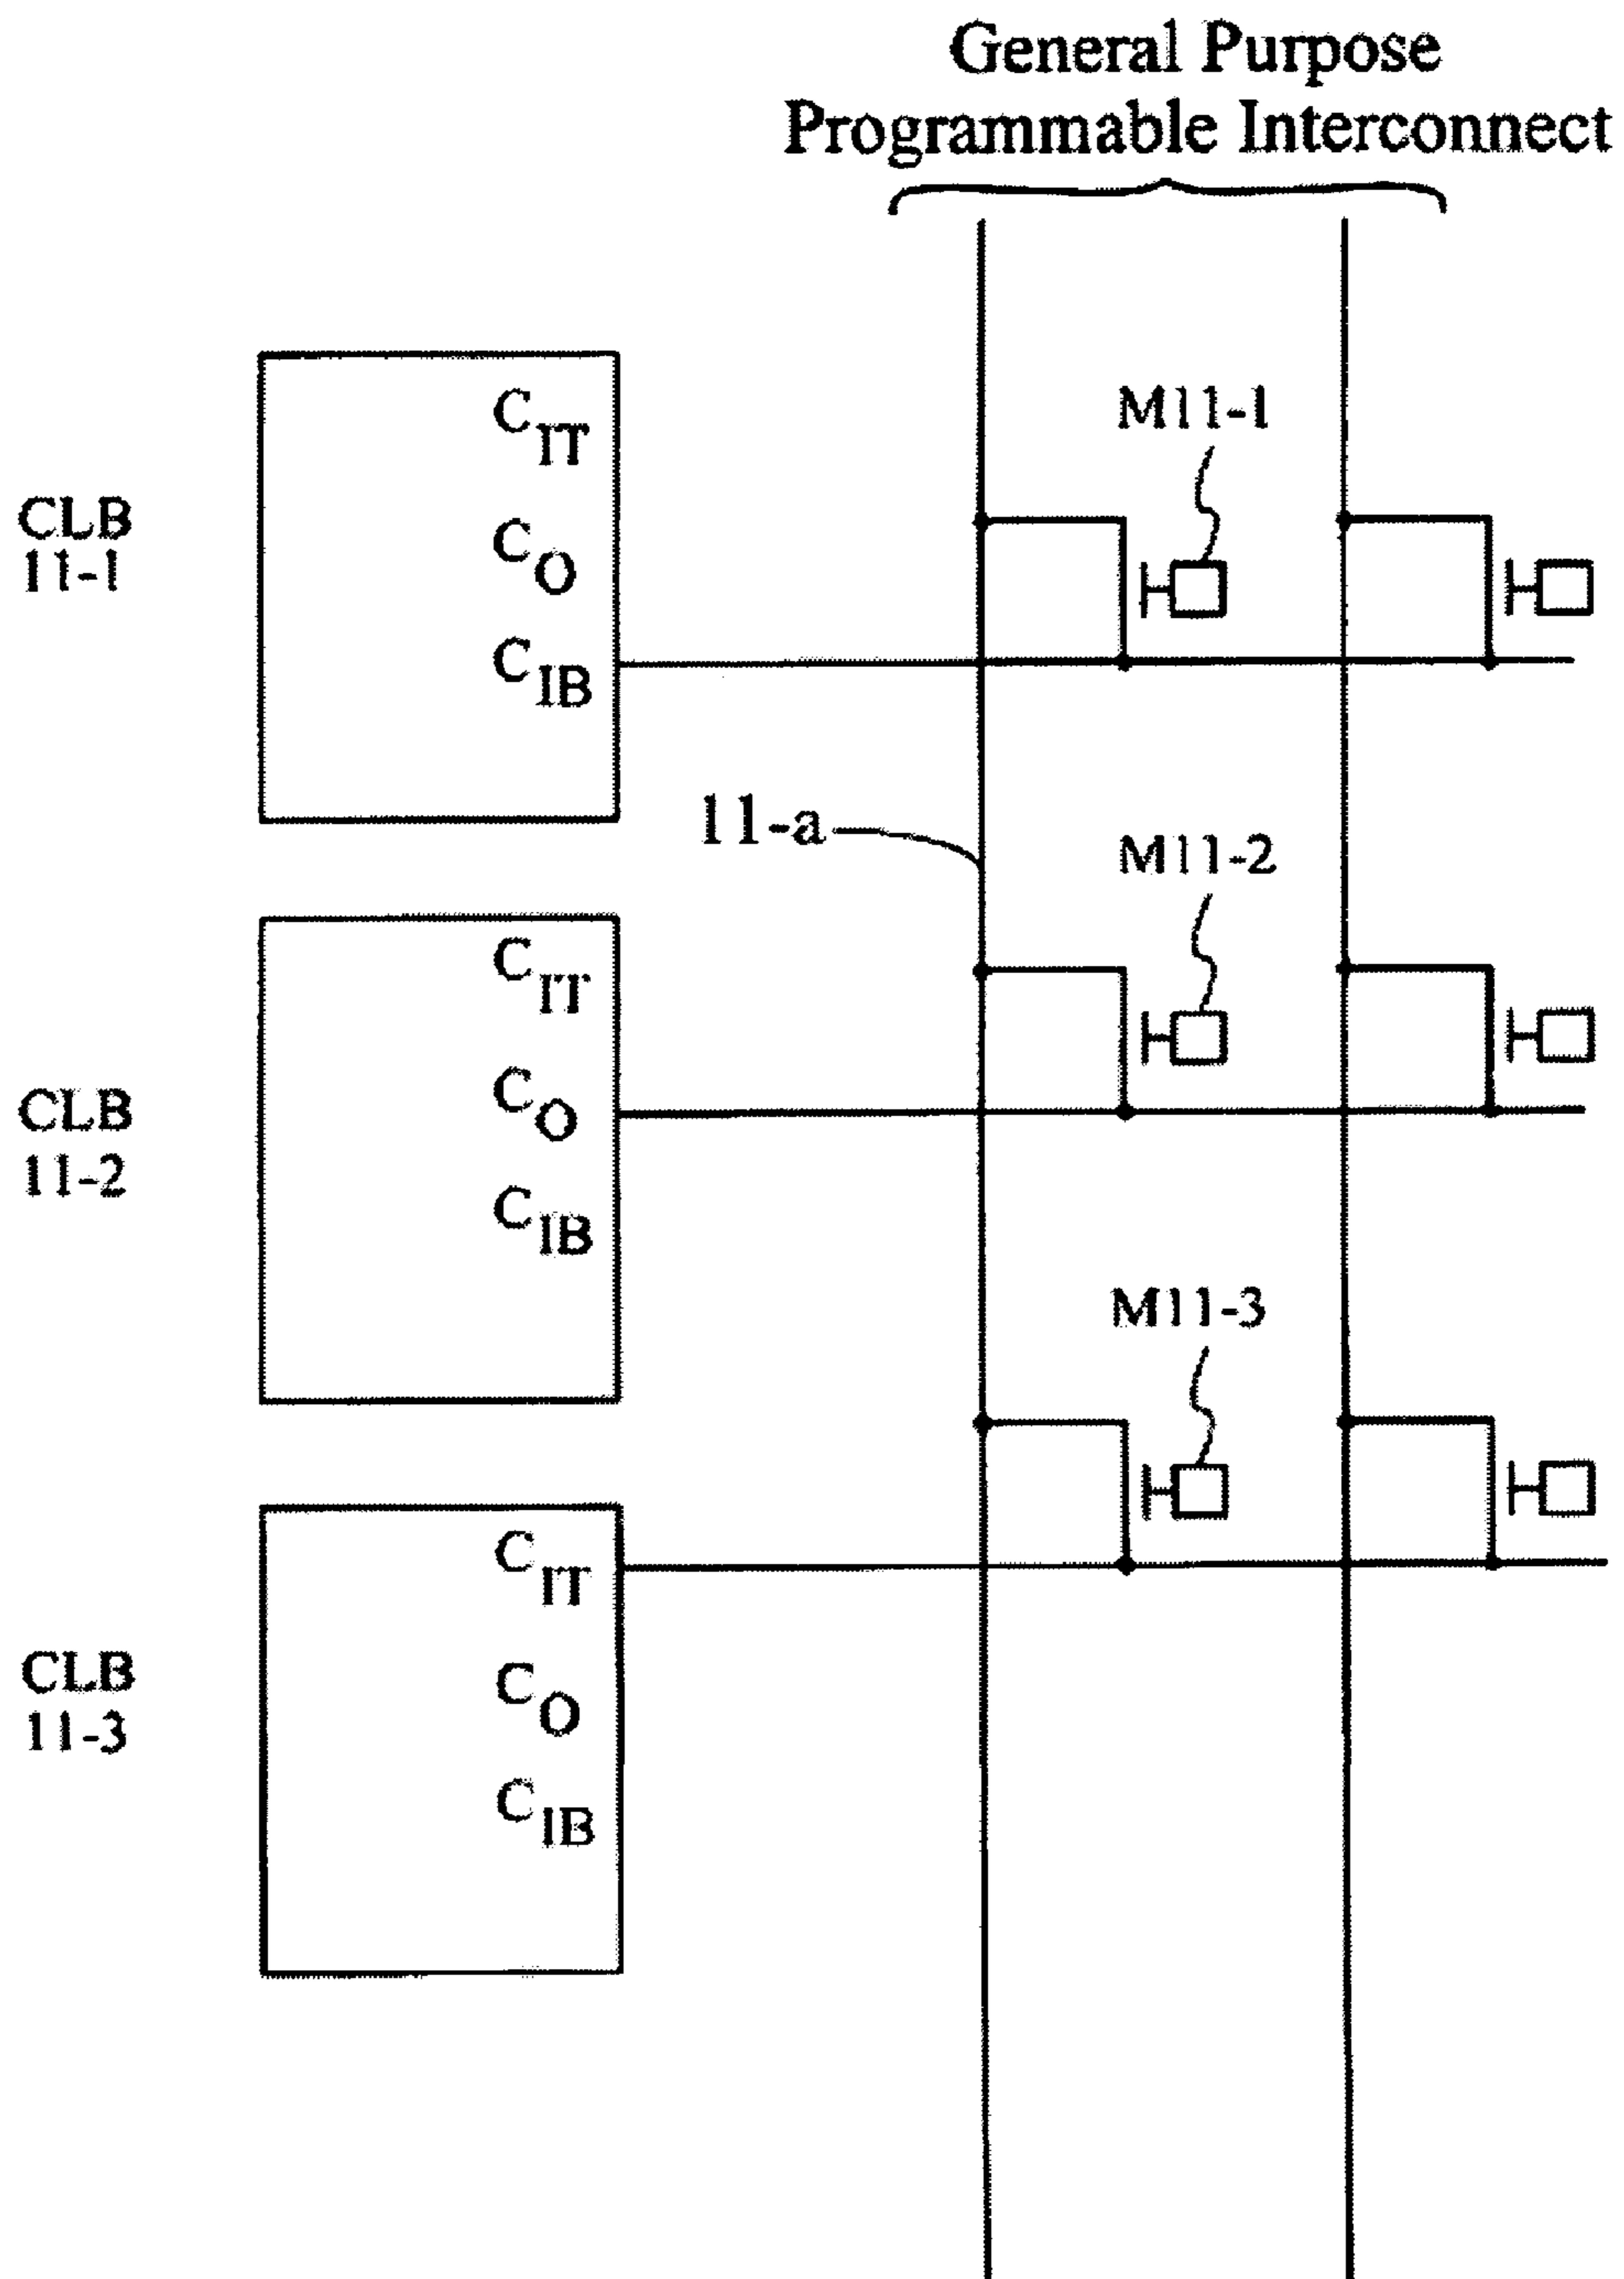 General Purpose
Programmable Interconnect
CIT
M11-1
CLB
11-1
CO
CIB
11-a
M11-2
CIT
CLB
11-2
CO
CIB
M11-3
CIT
CLB
11-3
CO
CIB